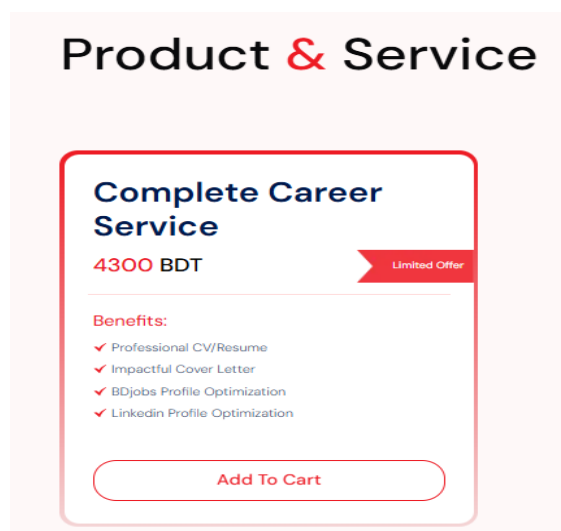 Product & Service
Complete Career
Service
4300 BDT
Limited Offer
Benefits:
Professional CV/Resume
Impactful Cover Letter
BDjobs Profile Optimization
Linkedin Profile Optimization
Add To Cart